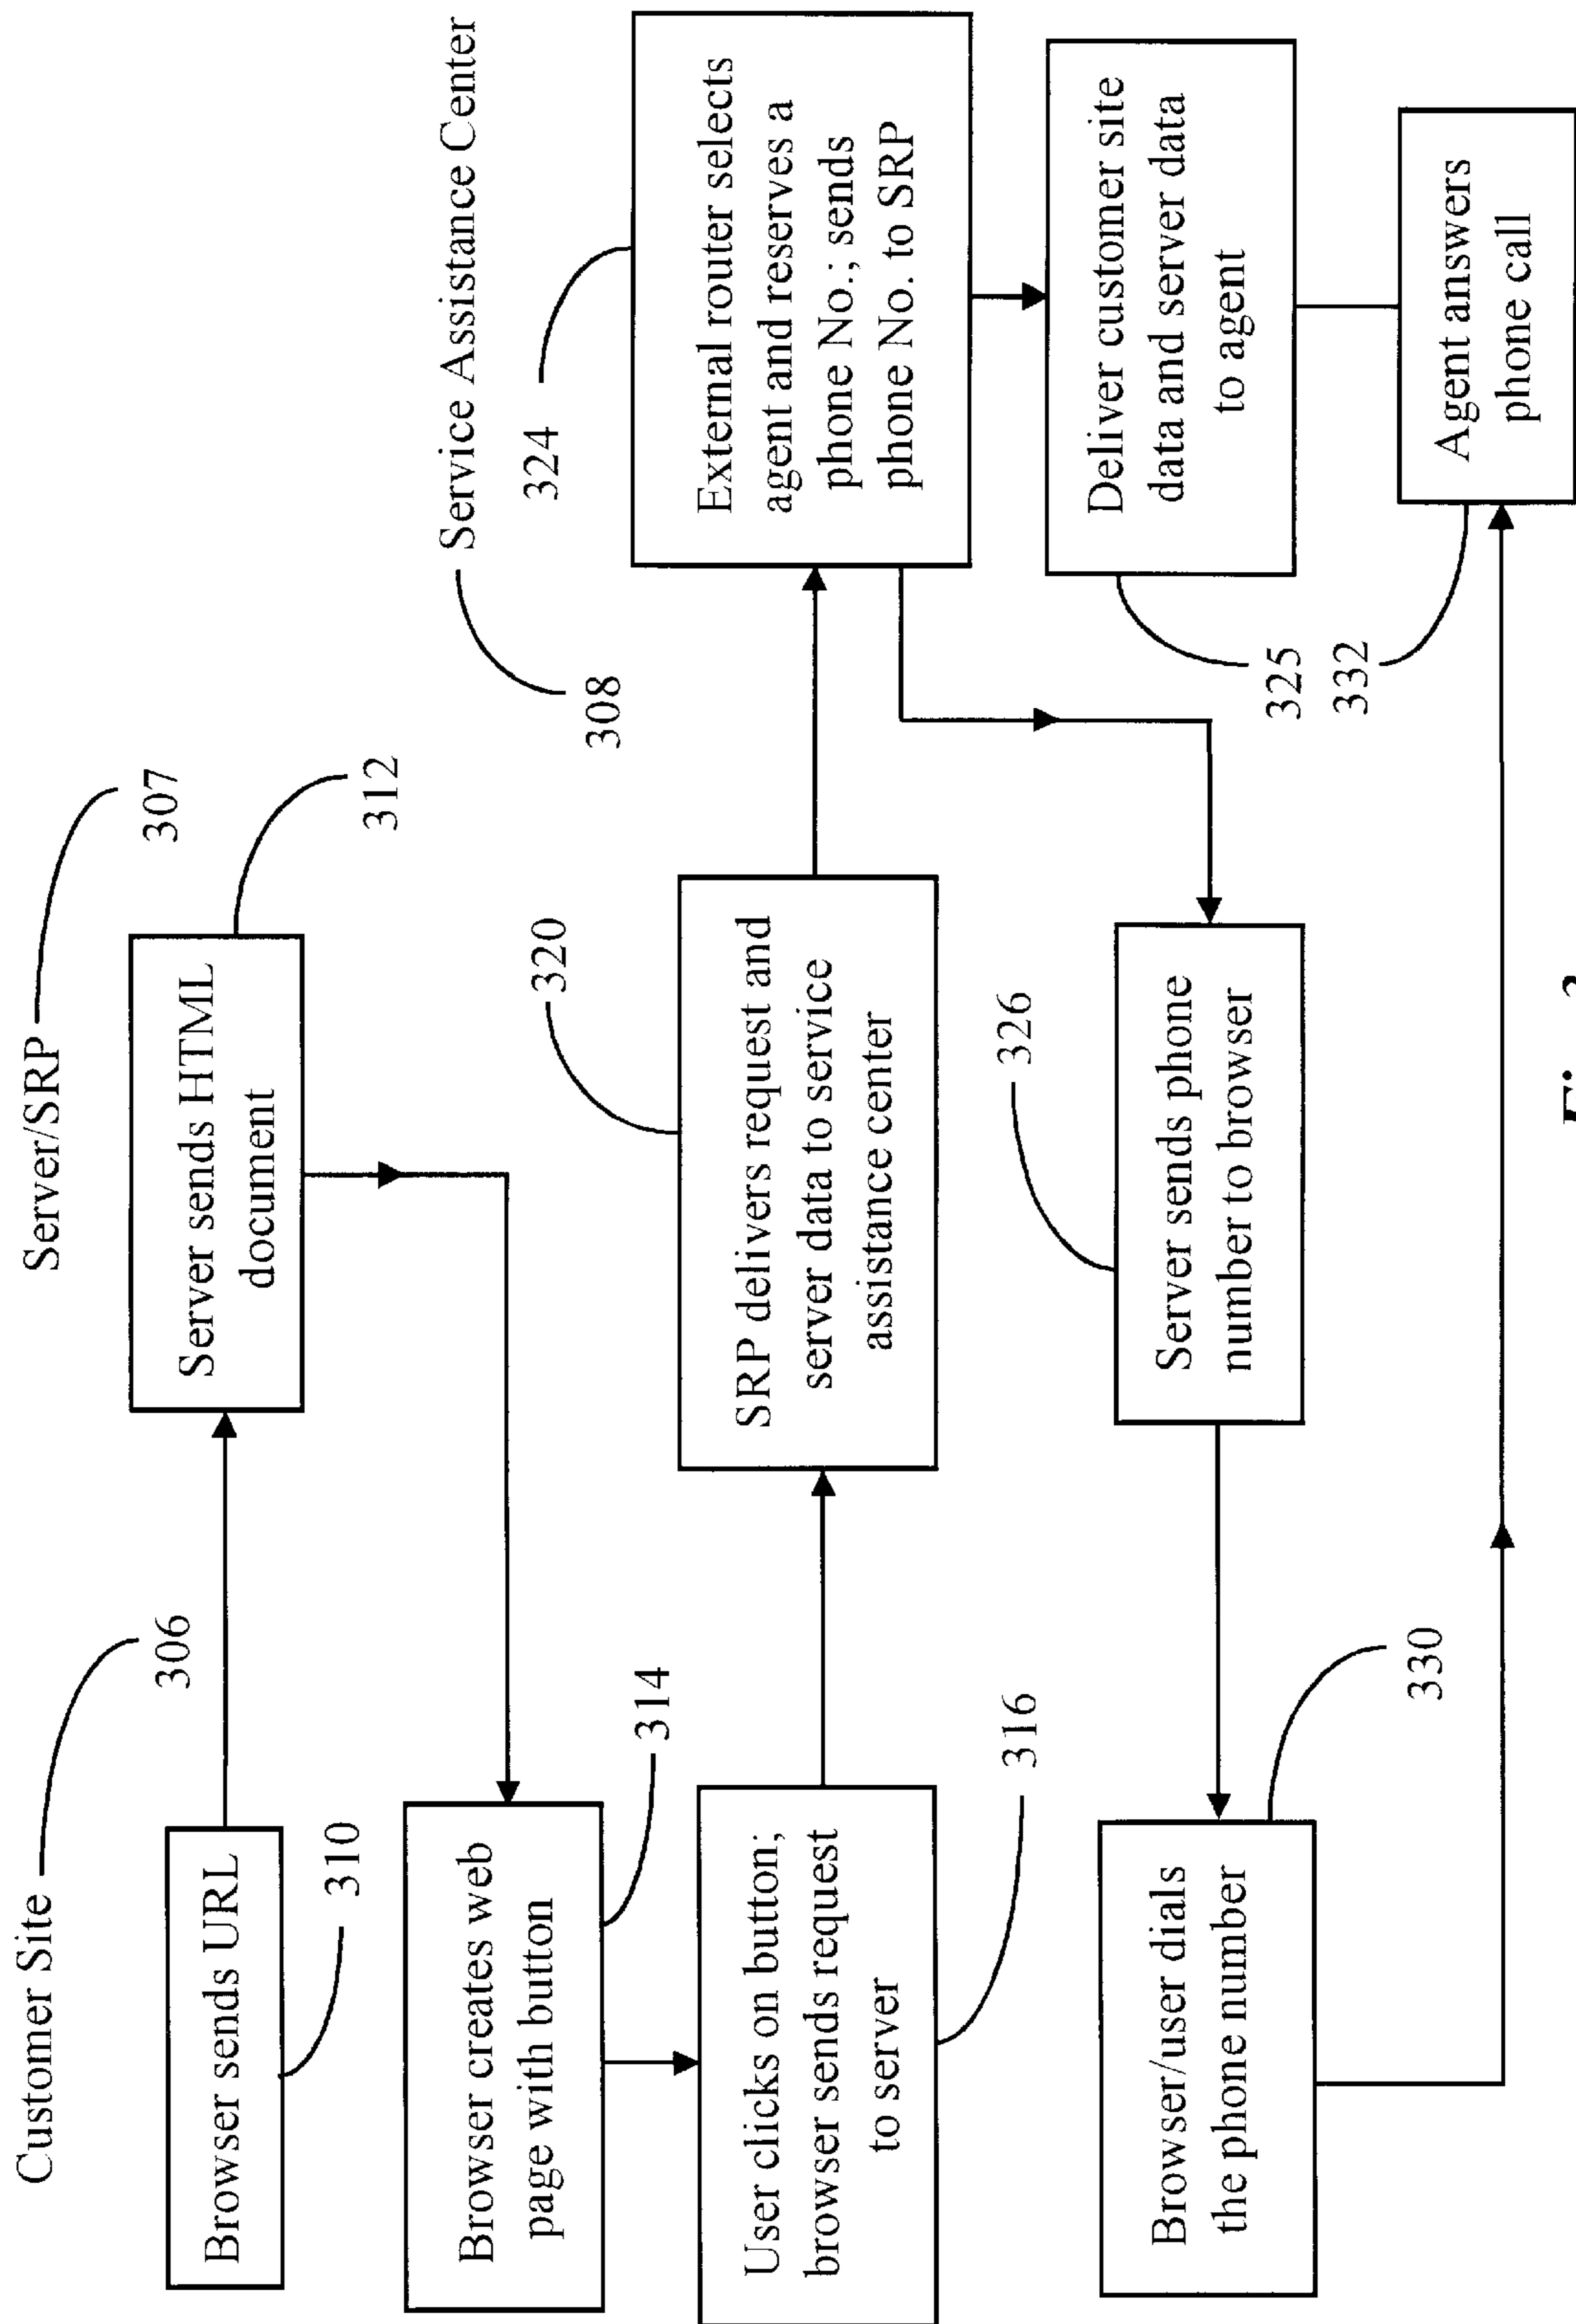 Customer Site
306
Server/SRP
307
Service Assistance Center
308
Browser sends URL
310
Server sends HTML
document
312
Browser creates web
page with button
314
User clicks on button;
browser sends request
to server
316
SRP delivers request and
server data to service
assistance center
320
External router selects
agent and reserves a
phone No.; sends
phone No. to SRP
324
Deliver customer site
data and server data
to agent
325
Server sends phone
number to browser
326
Browser/user dials
the phone number
330
Agent answers
phone call
332